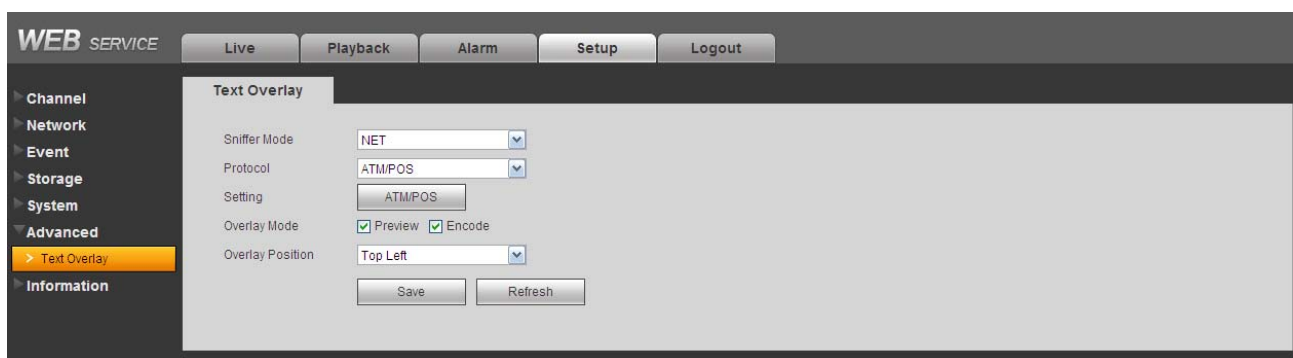 WEB SERVICE
Live Playback Alarm Setup Logout
Channel
Network
Event
Storage
System
Advanced
> Text Overlay
Information
Text Overlay
Sniffer Mode NET
Protocol ATM/POS
Setting ATM/POS
Overlay Mode Preview Encode
Overlay Position Top Left
Save Refresh